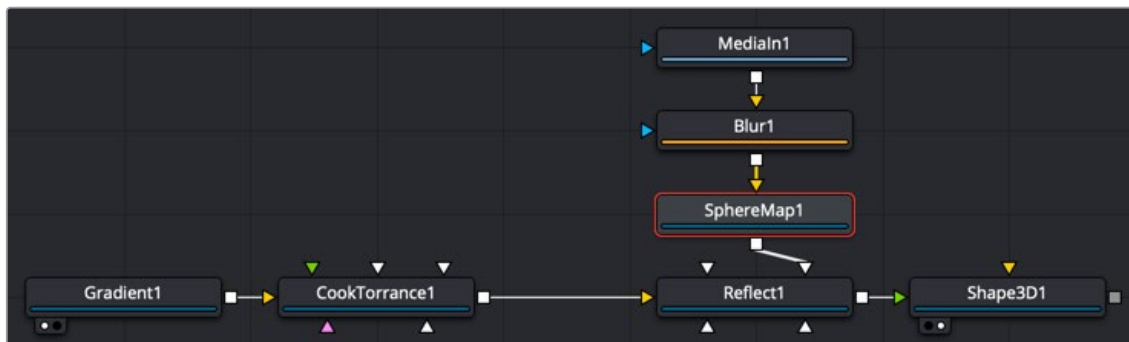 MediaIn1
Blur1
SphereMap1
Gradient1
CookTorrance1
Reflect1
Shape3D1